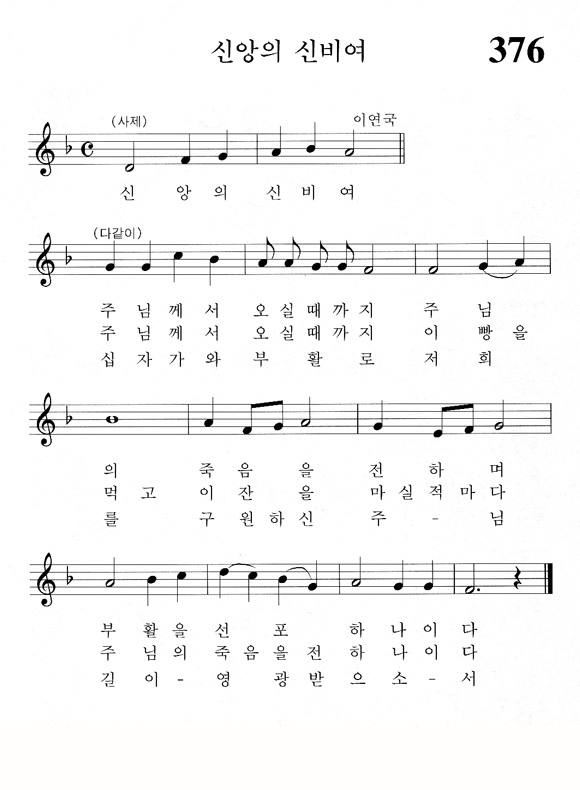 신앙의 신비여 376
(사제) 이연국
신 앙 의 신 비 여
(다같이)
주 님 께 서 오 실 때 까 지 주 님
주 님 께 서 오 실 때 까 지 이 빵 을
십 자 가 와 부 활 로 저 희
의 죽 음 을 전 하 며
먹 고 이 잔 을 마 실 적 마 다
를 구 원 하 신 주 - 님
부 활 을 선 포 하 나 이 다
주 님 의 죽 음 을 전 하 나 이 다
길 이 - 영 광 받 으 소 - 서